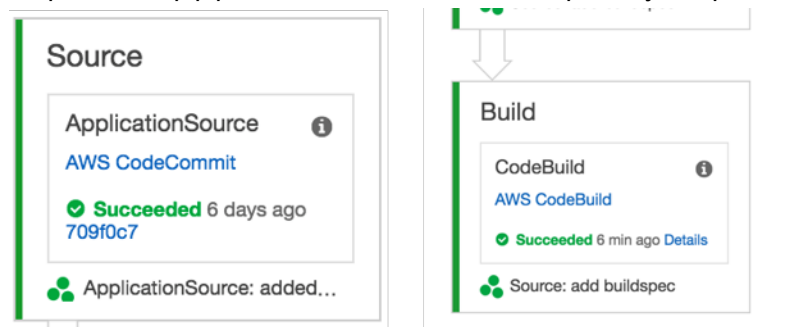 Source
ApplicationSource
AWS CodeCommit
Succeeded 6 days ago
709f0c7
ApplicationSource: added...
Build
CodeBuild
AWS CodeBuild
Succeeded 6 min ago Details
Source: add buildspec